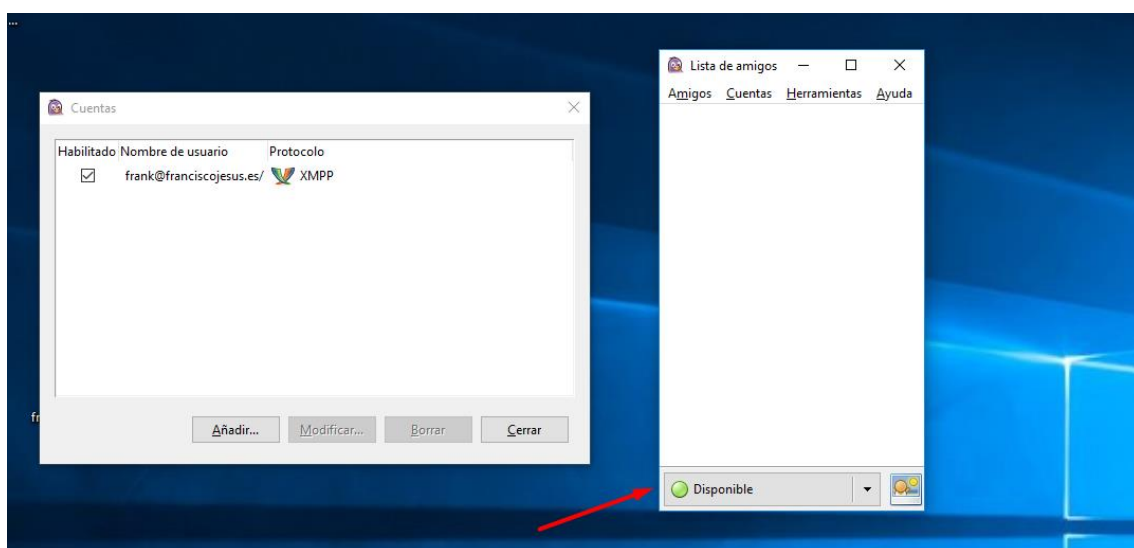 ...
Cuentas
Habilitado Nombre de usuario Protocolo
frank@franciscojesus.es/ XMPP
Añadir... Modificar... Borrar Cerrar
Lista de amigos
Amigos Cuentas Herramientas Ayuda
Disponible
fr